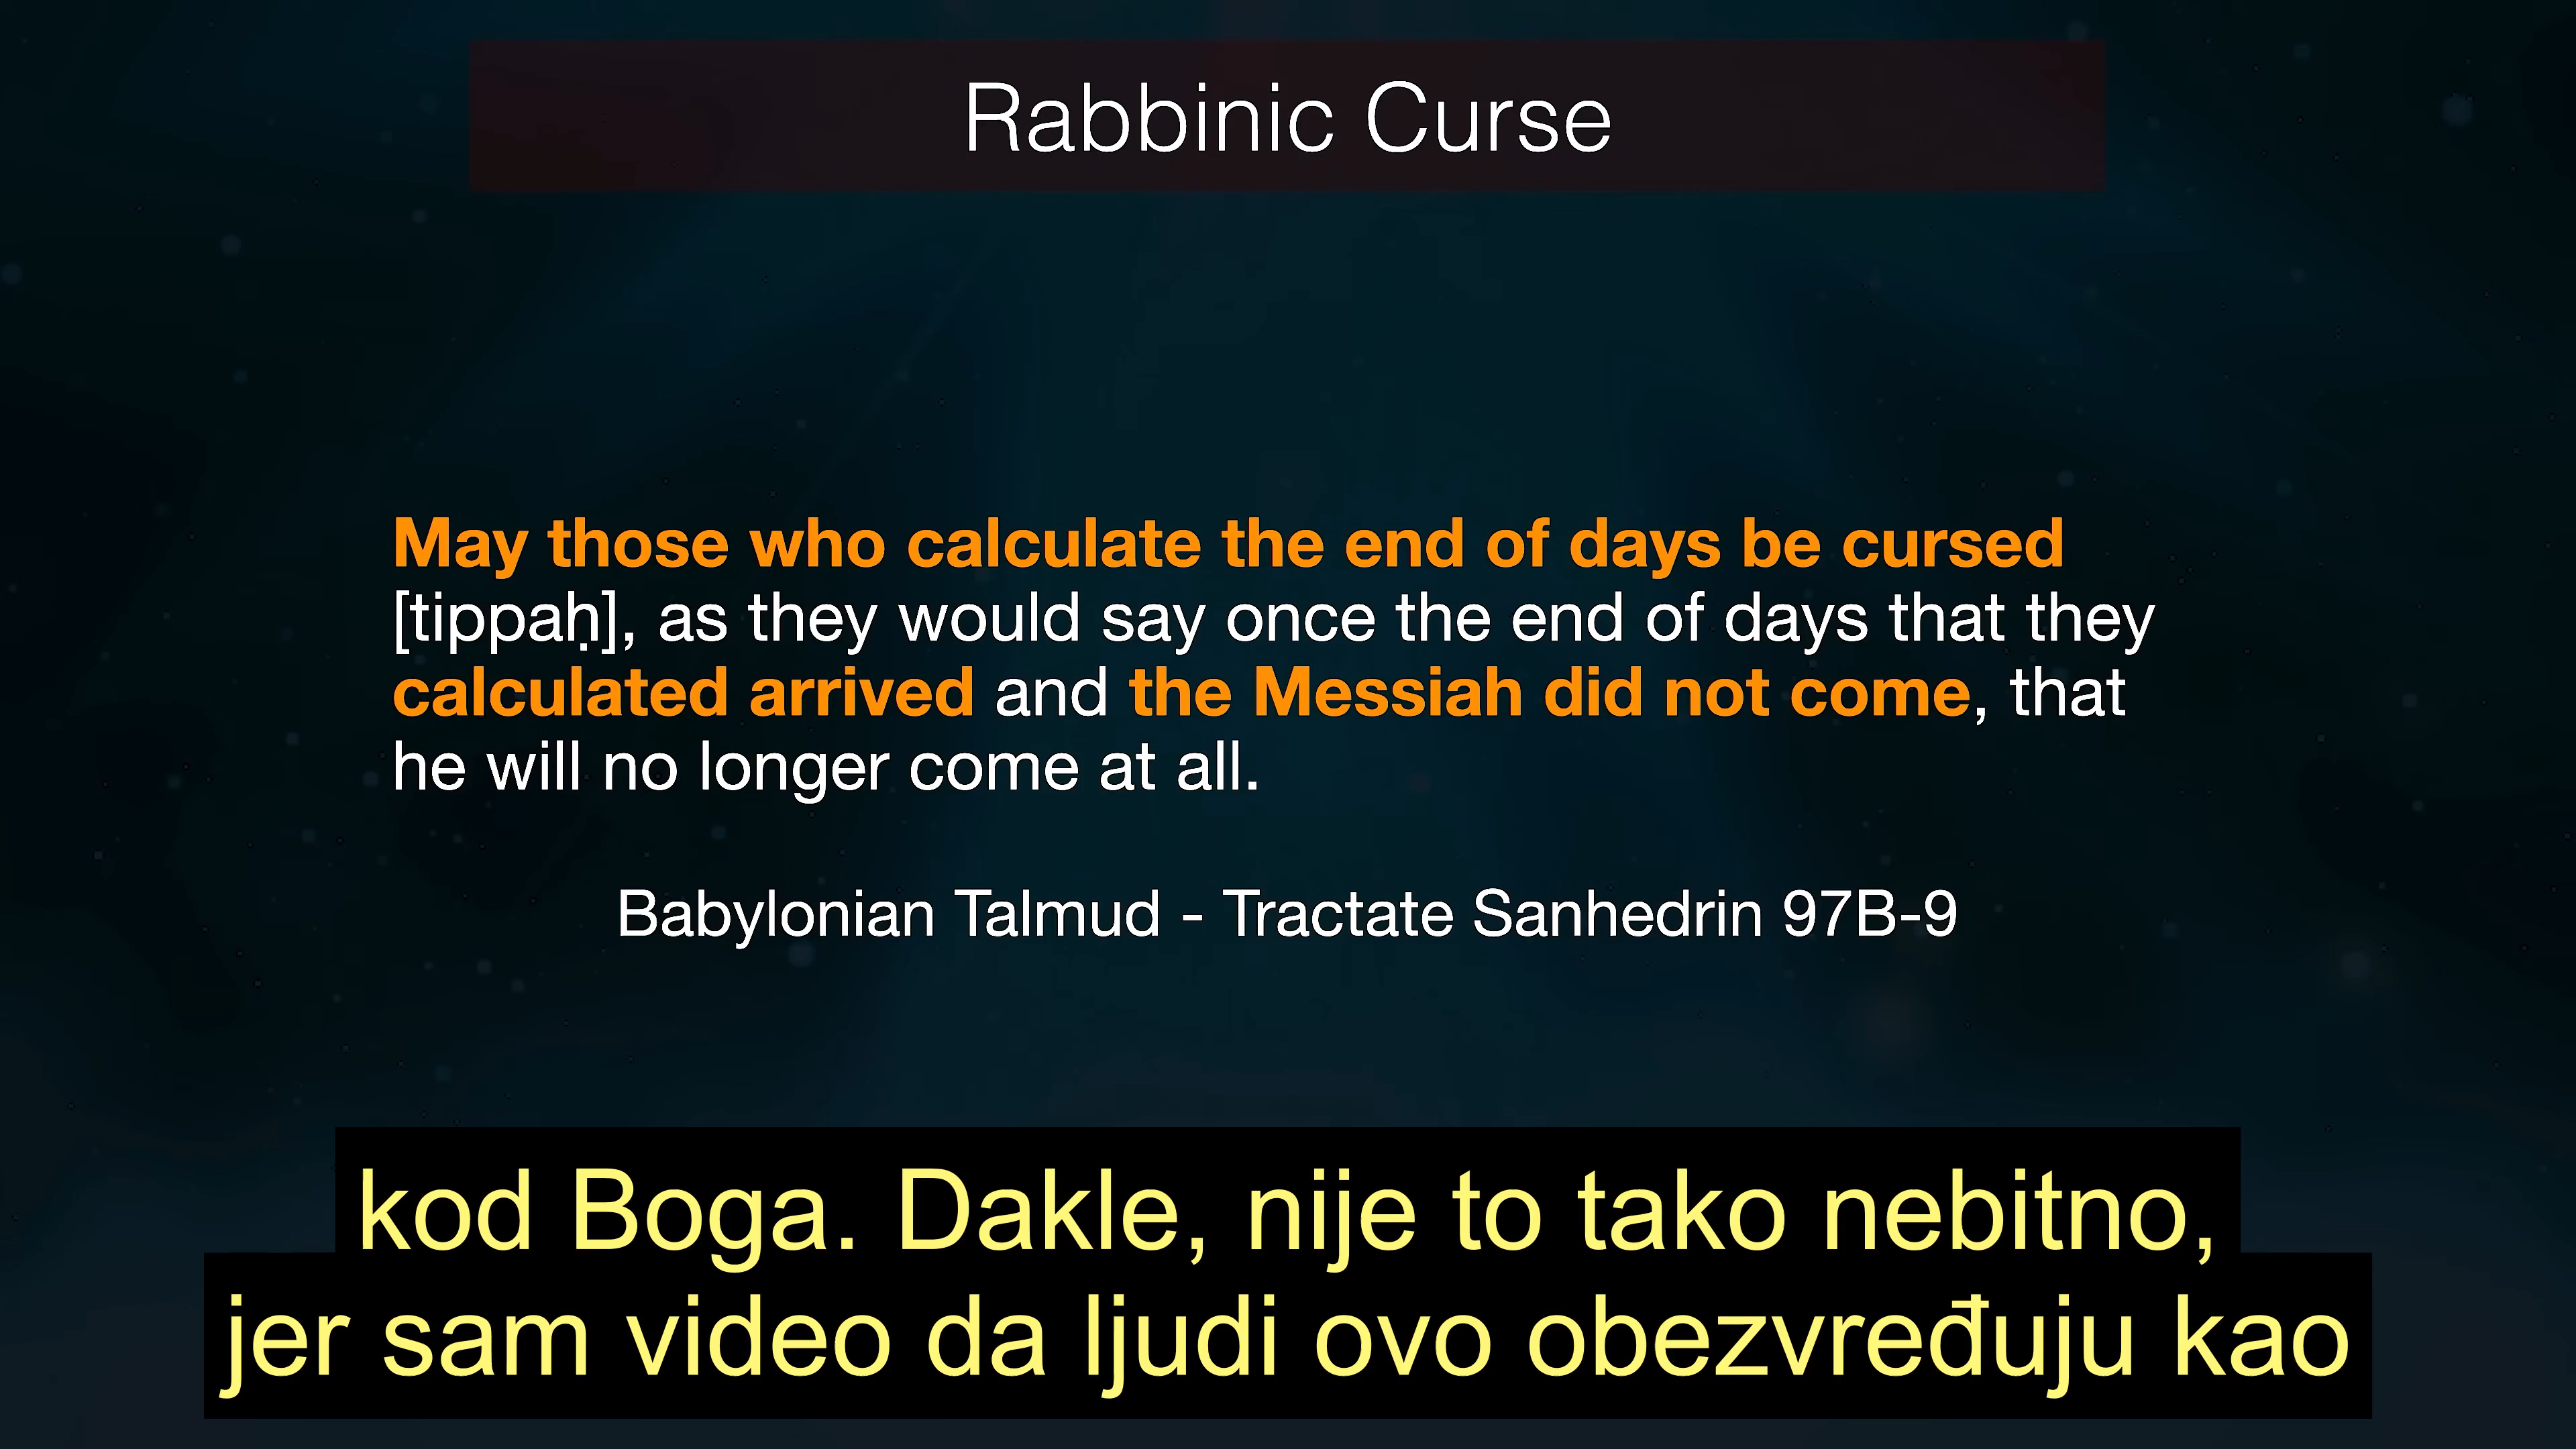 Rabbinic Curse
May those who calculate the end of days be cursed
[tippaḥ], as they would say once the end of days that they
calculated arrived and the Messiah did not come, that
he will no longer come at all.
Babylonian Talmud - Tractate Sanhedrin 97B-9
kod Boga. Dakle, nije to tako nebitno,
jer sam video da ljudi ovo obezvređuju kao